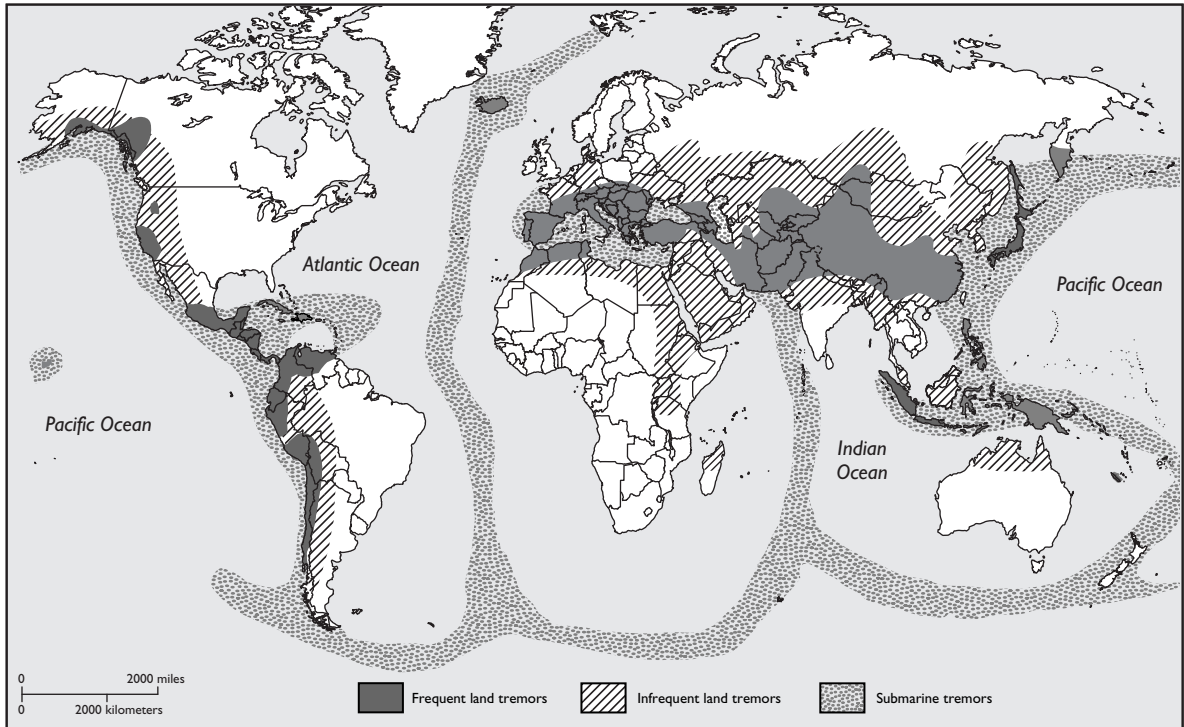 Atlantic Ocean
Pacific Ocean
Pacific Ocean
Indian
Ocean
0 2000 miles
0 2000 kilometers
Frequent land tremors
Infrequent land tremors
Submarine tremors